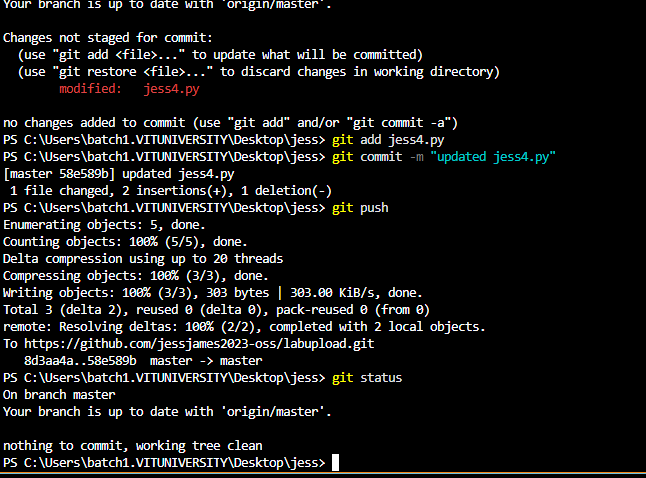 Your branch is up to date with 'origin/master'.
Changes not staged for commit:
(use "git add <file>..." to update what will be committed)
(use "git restore <file>..." to discard changes in working directory)
modified: jess4.py
no changes added to commit (use "git add" and/or "git commit -a")
PS C:\Users\batch1.VITUNIVERSITY\Desktop\jess> git add jess4.py
PS C:\Users\batch1.VITUNIVERSITY\Desktop\jess> git commit -m "updated jess4.py"
[master 58e589b] updated jess4.py
1 file changed, 2 insertions(+), 1 deletion(-)
PS C:\Users\batch1.VITUNIVERSITY\Desktop\jess> git push
Enumerating objects: 5, done.
Counting objects: 100% (5/5), done.
Delta compression using up to 20 threads
Compressing objects: 100% (3/3), done.
Writing objects: 100% (3/3), 303 bytes | 303.00 KiB/s, done.
Total 3 (delta 2), reused 0 (delta 0), pack-reused 0 (from 0)
remote: Resolving deltas: 100% (2/2), completed with 2 local objects.
To https://github.com/jessjames2023-oss/labupload.git
8d3aa4a..58e589b master -> master
PS C:\Users\batch1.VITUNIVERSITY\Desktop\jess> git status
On branch master
Your branch is up to date with 'origin/master'.
nothing to commit, working tree clean
PS C:\Users\batch1.VITUNIVERSITY\Desktop\jess>